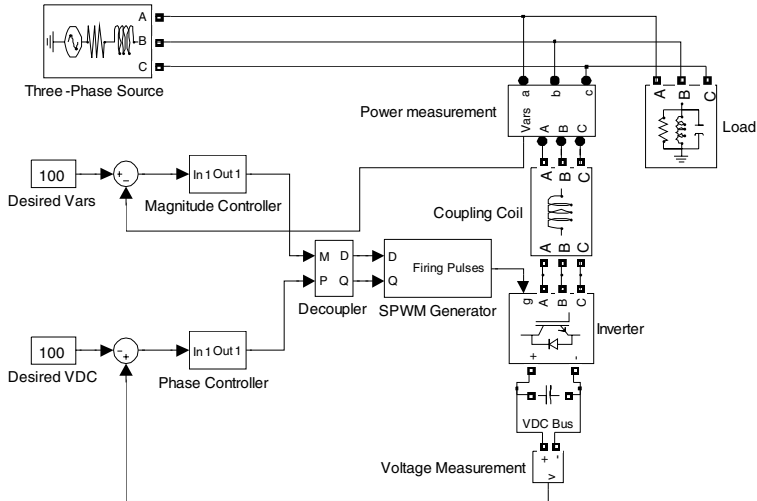 A
B
C
Three -Phase Source
a b c
Vars
Power measurement
A B C
A B C
Load
100
Desired Vars
+ -
In 1 Out 1
Magnitude Controller
A B C
Coupling Coil
A B C
M D
P Q
Decoupler
D
Q
Firing Pulses
SPWM Generator
g A B C
Inverter
+ -
100
Desired VDC
- +
In 1 Out 1
Phase Controller
VDC Bus
+ -
v
Voltage Measurement